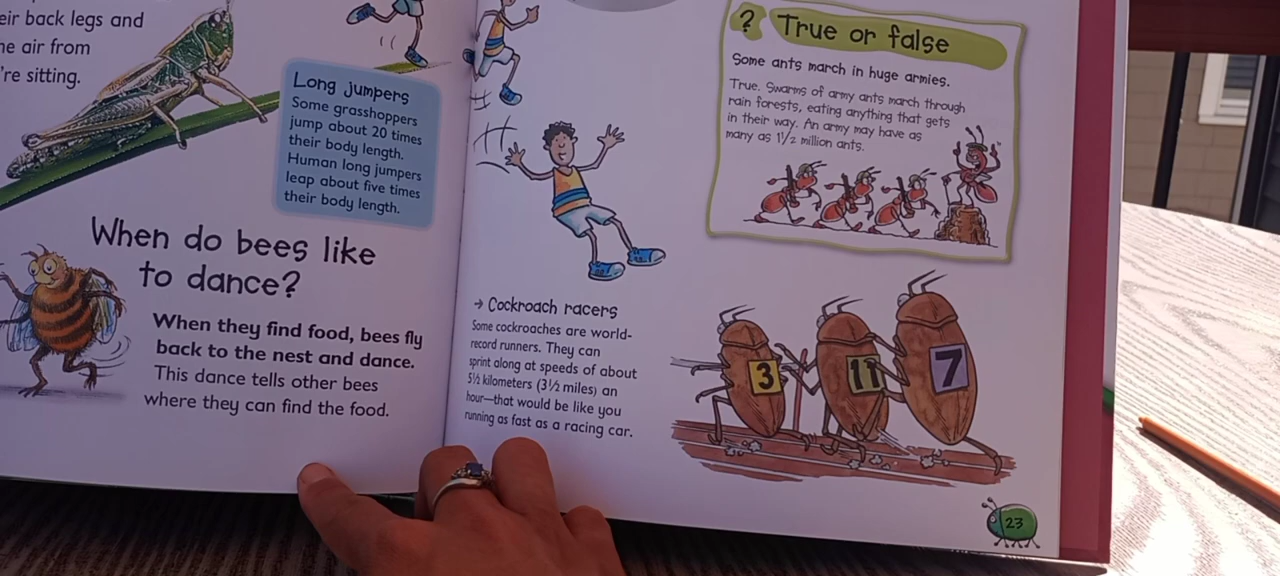 eir back legs and
he air from
're sitting.
Long jumpers
Some grasshoppers
jump about 20 times
their body length.
Human long jumpers
leap about five times
their body length.
When do bees like
to dance?
When they find food, bees fly
back to the nest and dance.
This dance tells other bees
where they can find the food.
→ Cockroach racers
Some cockroaches are world-
record runners. They can
sprint along at speeds of about
5½ kilometers (3½ miles) an
hour—that would be like you
running as fast as a racing car.
? True or false
Some ants march in huge armies.
True. Swarms of army ants march through
rain forests, eating anything that gets
in their way. An army may have as
many as 1½ million ants.
3
11
7
23